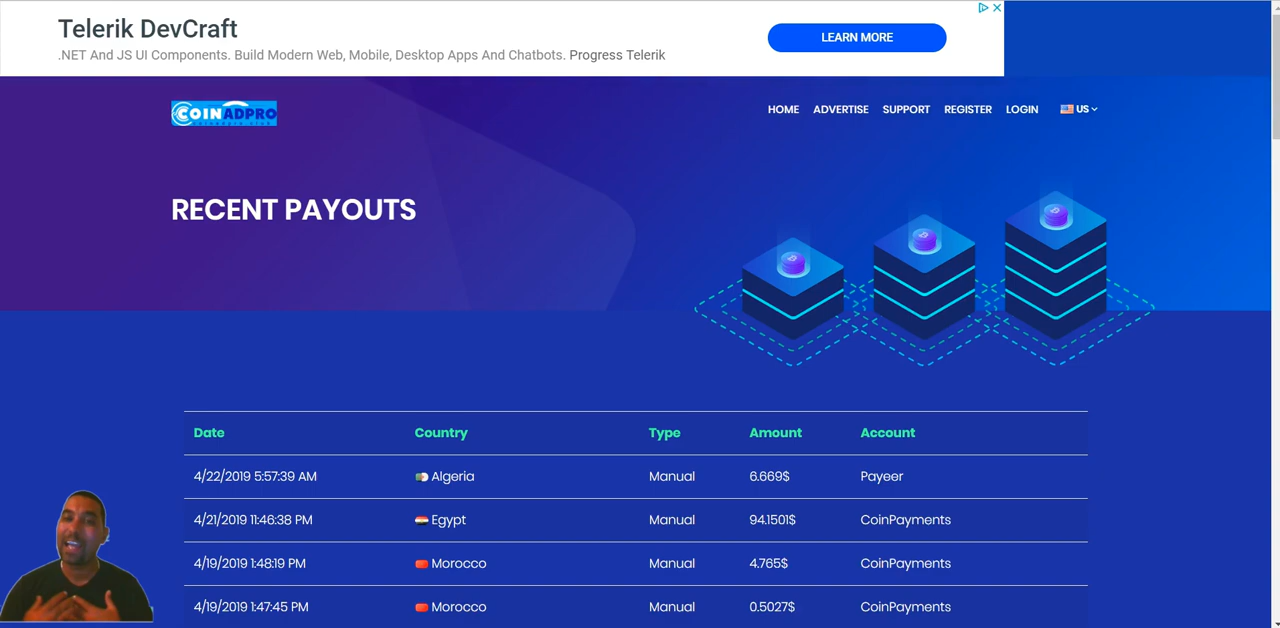 Telerik DevCraft
.NET And JS UI Components. Build Modern Web, Mobile, Desktop Apps And Chatbots. Progress Telerik
LEARN MORE
COINADPRO
HOME ADVERTISE SUPPORT REGISTER LOGIN US
RECENT PAYOUTS
Date Country Type Amount Account
4/22/2019 5:57:39 AM Algeria Manual 6.669$ Payeer
4/21/2019 11:46:38 PM Egypt Manual 94.1501$ CoinPayments
4/19/2019 1:48:19 PM Morocco Manual 4.765$ CoinPayments
4/19/2019 1:47:45 PM Morocco Manual 0.5027$ CoinPayments